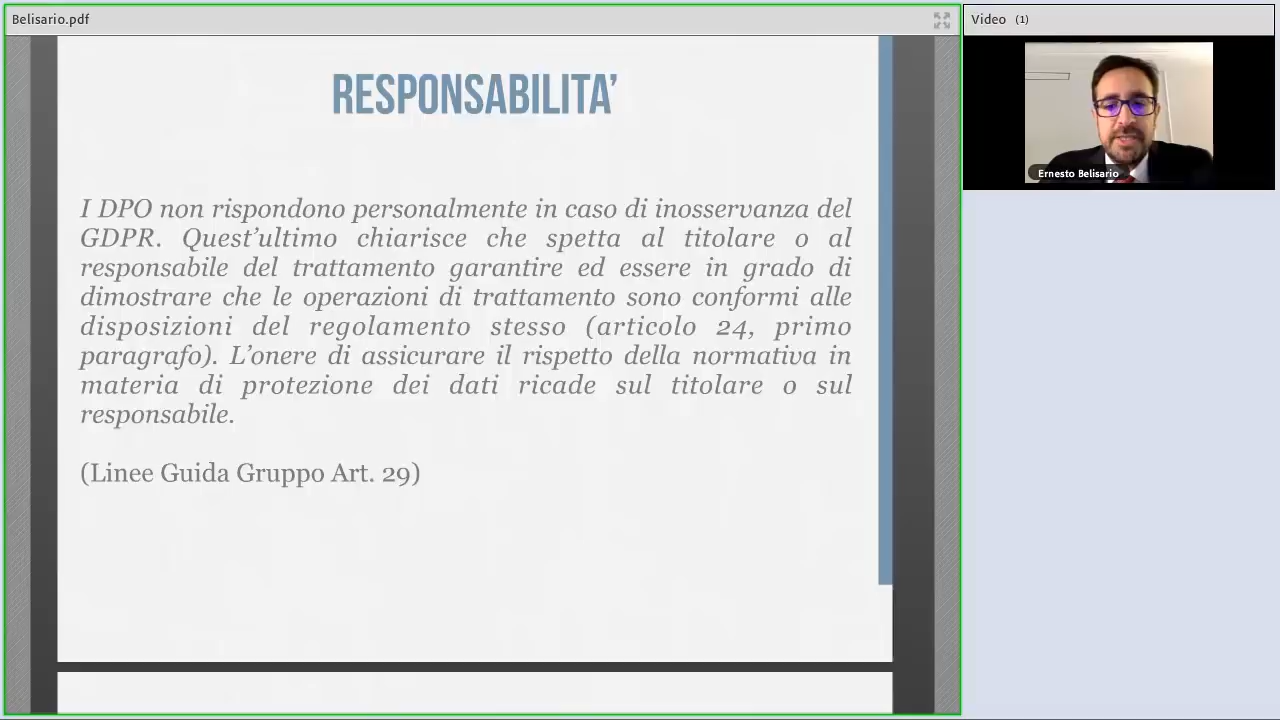 Belisario.pdf
Video (1)
RESPONSABILITA’
Ernesto Belisario
I DPO non rispondono personalmente in caso di inosservanza del
GDPR. Quest’ultimo chiarisce che spetta al titolare o al
responsabile del trattamento garantire ed essere in grado di
dimostrare che le operazioni di trattamento sono conformi alle
disposizioni del regolamento stesso (articolo 24, primo
paragrafo). L’onere di assicurare il rispetto della normativa in
materia di protezione dei dati ricade sul titolare o sul
responsabile.
(Linee Guida Gruppo Art. 29)